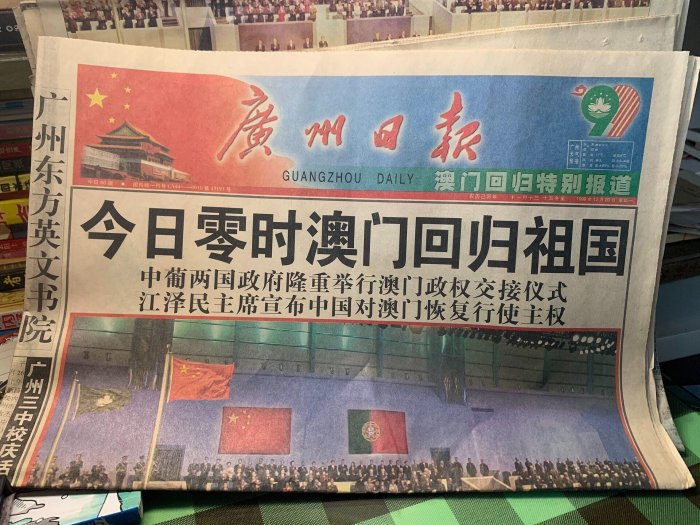 廣州日報
GUANGZHOU DAILY
澳门回归特别报道
今日零时澳门回归祖国
中葡两国政府隆重举行澳门政权交接仪式
江泽民主席宣布中国对澳门恢复行使主权
广州东方英文书院
广州三中校庆活